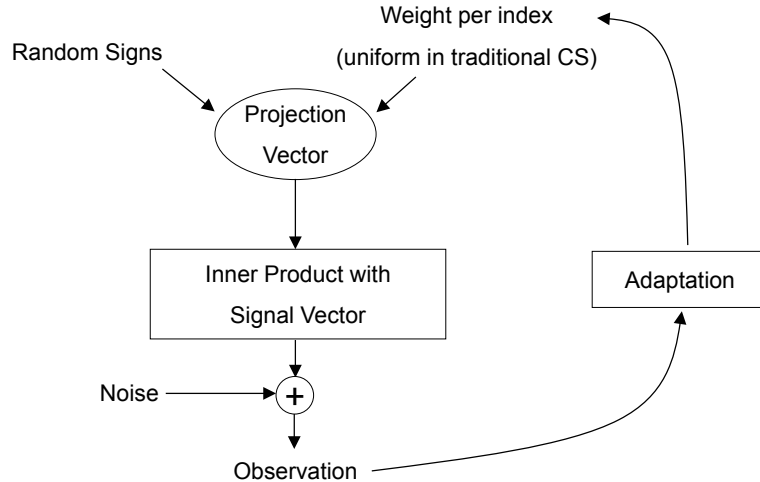 Weight per index
(uniform in traditional CS)
Random Signs
Projection
Vector
Inner Product with
Signal Vector
Adaptation
Noise
+
Observation